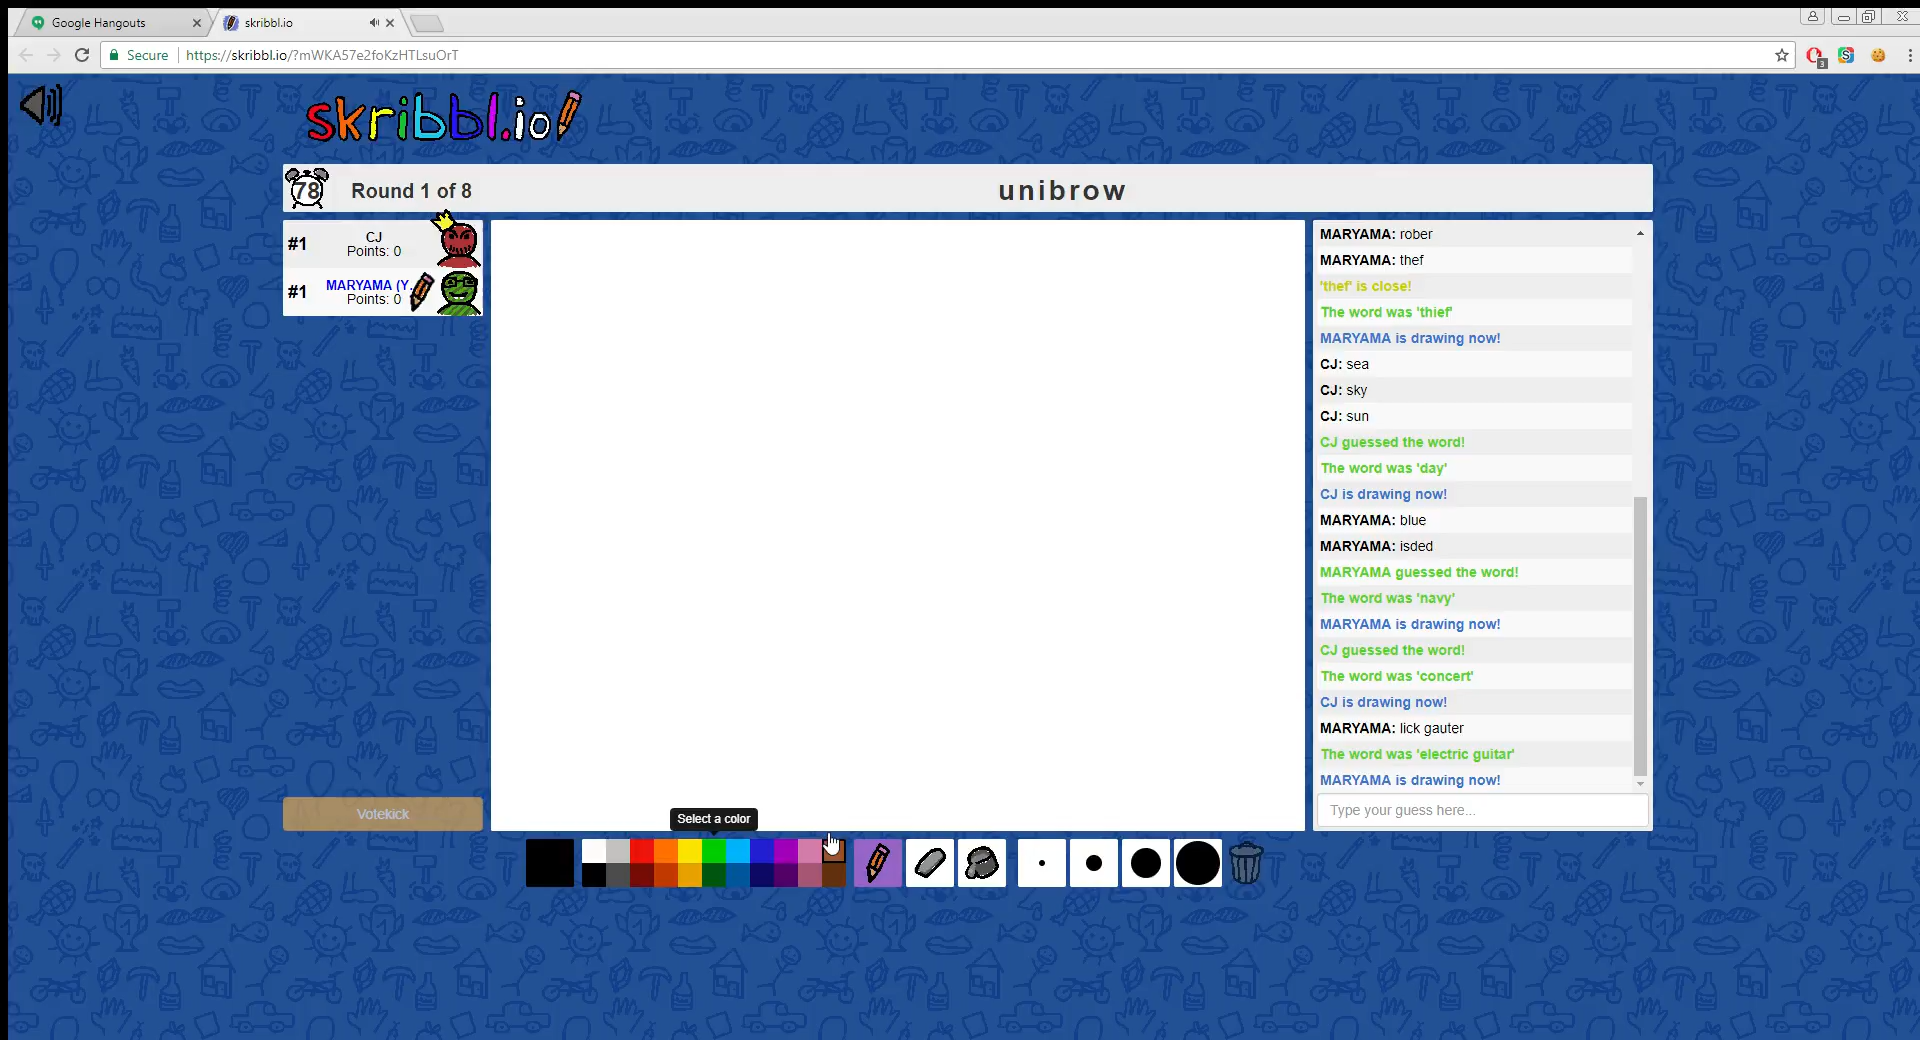 Google Hangouts
skribbl.io
Secure
https://skribbl.io/?mWKA57e2foKzHTLsuOrT
3
S
skribbl.io
78
Round 1 of 8
unibrow
#1
CJ
Points: 0
#1
MARYAMA (Y.
Points: 0
MARYAMA: rober
MARYAMA: thef
'thef' is close!
The word was 'thief'
MARYAMA is drawing now!
CJ: sea
CJ: sky
CJ: sun
CJ guessed the word!
The word was 'day'
CJ is drawing now!
MARYAMA: blue
MARYAMA: isded
MARYAMA guessed the word!
The word was 'navy'
MARYAMA is drawing now!
CJ guessed the word!
The word was 'concert'
CJ is drawing now!
MARYAMA: lick gauter
The word was 'electric guitar'
MARYAMA is drawing now!
Type your guess here...
Votekick
Select a color